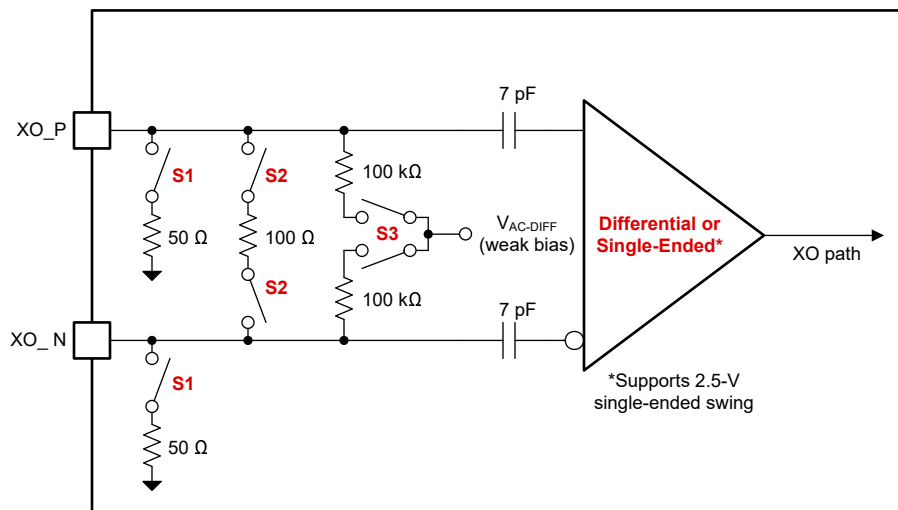 7 pF
XO_P
S1
S2
100 kΩ
50 Ω
100 Ω
S3
V_AC-DIFF
(weak bias)
Differential or
Single-Ended*
XO path
S2
100 kΩ
7 pF
XO_ N
S1
50 Ω
*Supports 2.5-V
single-ended swing